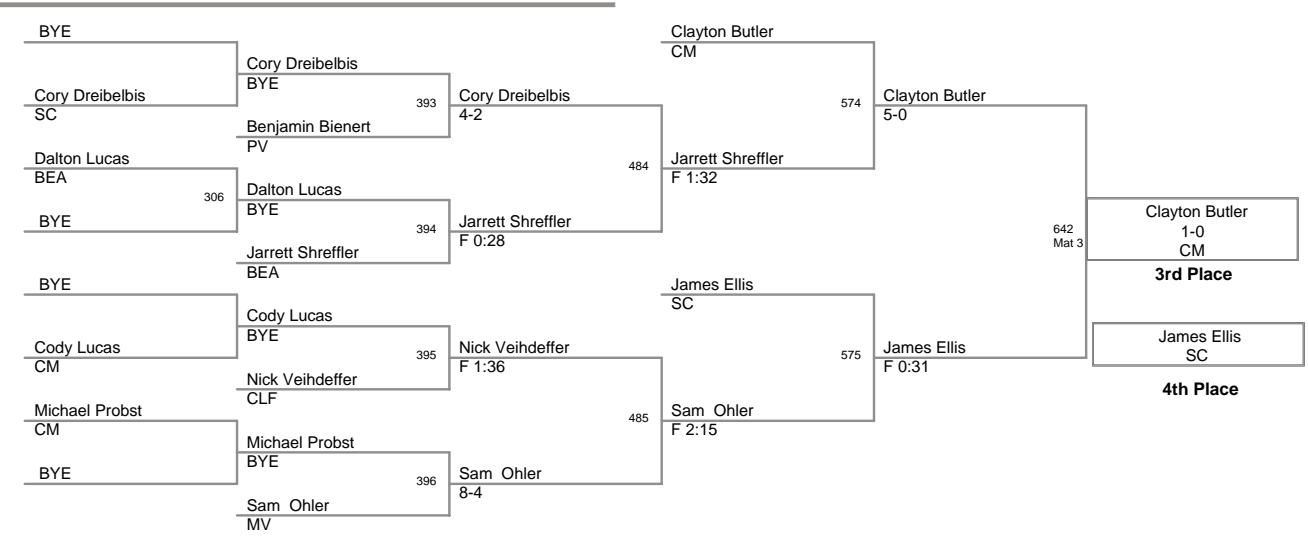 BYE
Cory Dreibelbis
SC
Dalton Lucas
BEA
BYE
BYE
Cody Lucas
CM
Michael Probst
CM
BYE
306
Cory Dreibelbis
BYE
Benjamin Bienert
PV
Dalton Lucas
BYE
Jarrett Shreffler
BEA
Cody Lucas
BYE
Nick Veihdeffer
CLF
Michael Probst
BYE
Sam Ohler
MV
393
394
395
396
Cory Dreibelbis
4-2
Jarrett Shreffler
F 0:28
Nick Veihdeffer
F 1:36
Sam Ohler
8-4
484
485
Clayton Butler
CM
Jarrett Shreffler
F 1:32
James Ellis
SC
Sam Ohler
F 2:15
574
575
Clayton Butler
5-0
James Ellis
F 0:31
642
Mat 3
Clayton Butler
1-0
CM
3rd Place
James Ellis
SC
4th Place